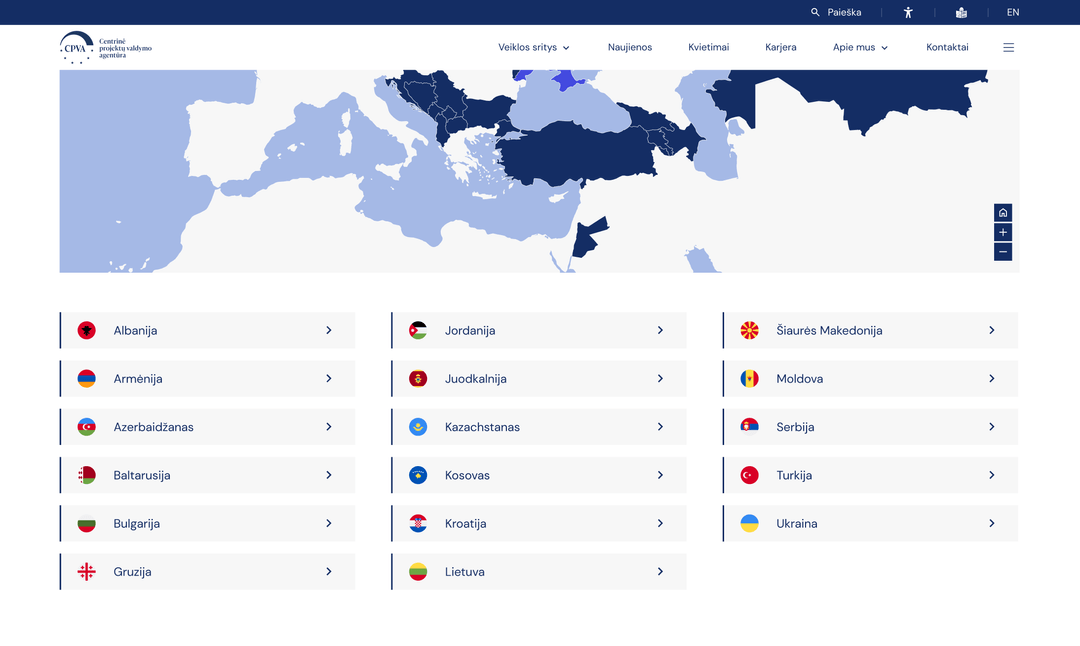 Paieška
EN
CPVA
Centrinė
projektų valdymo
agentūra
Veiklos sritys
Naujienos
Kvietimai
Karjera
Apie mus
Kontaktai
Albanija
Jordanija
Šiaurės Makedonija
Armėnija
Juodkalnija
Moldova
Azerbaidžanas
Kazachstanas
Serbija
Baltarusija
Kosovas
Turkija
Bulgarija
Kroatija
Ukraina
Gruzija
Lietuva